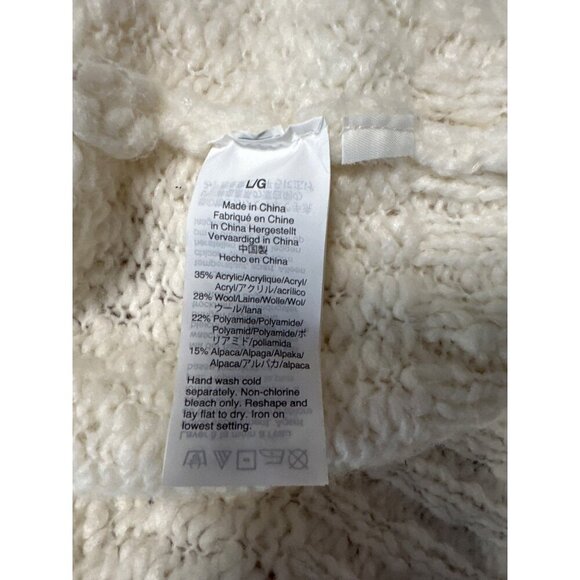 L/G
Made in China
Fabriqué en Chine
in China Hergestellt
Vervaardigd in China
中国製
Hecho en China
35% Acrylic/Acrylique/Acryl/
Acryl/アクリル/acrílico
28% Wool/Laine/Wolle/Wol/
ウール/lana
22% Polyamide/Polyamide/
Polyamid/Polyamide/ポ
リアミド/poliamida
15% Alpaca/Alpaga/Alpaka/
Alpaca/アルパカ/alpaca
Hand wash cold
separately. Non-chlorine
bleach only. Reshape and
lay flat to dry. Iron on
lowest setting.